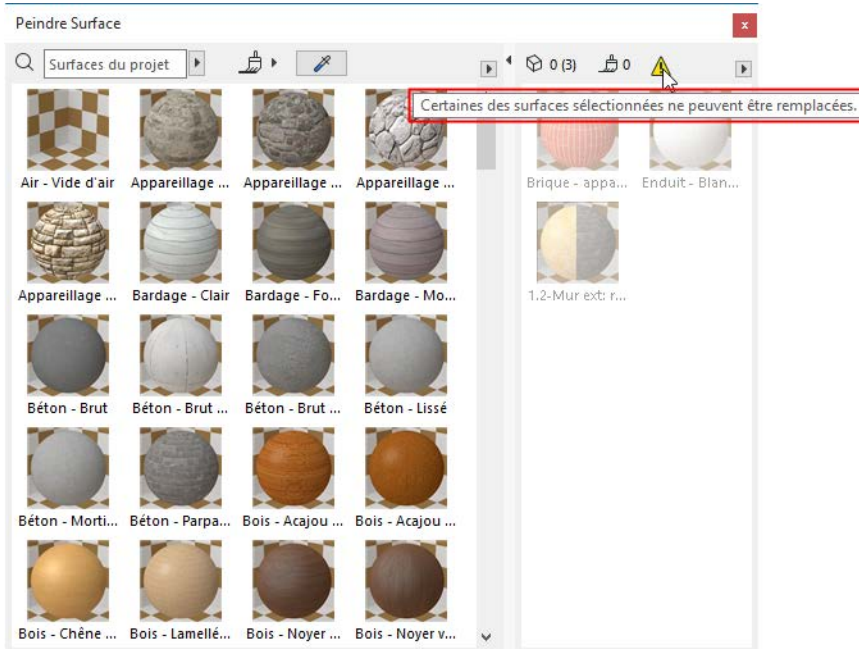 Peindre Surface
x
Surfaces du projet
0 (3)
0
Certaines des surfaces sélectionnées ne peuvent être remplacées.
Air - Vide d'air
Appareillage ...
Appareillage ...
Appareillage ...
Brique - appa...
Enduit - Blan...
Appareillage ...
Bardage - Clair
Bardage - Fo...
Bardage - Mo...
1.2-Mur ext: r...
Béton - Brut
Béton - Brut ...
Béton - Brut ...
Béton - Lissé
Béton - Morti...
Béton - Parpa...
Bois - Acajou ...
Bois - Acajou ...
Bois - Chêne ...
Bois - Lamellé...
Bois - Noyer ...
Bois - Noyer v...